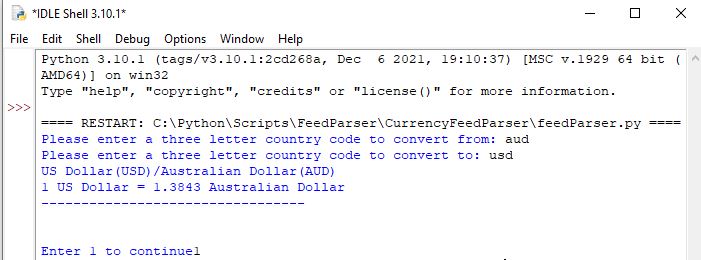 *IDLE Shell 3.10.1*
File Edit Shell Debug Options Window Help
Python 3.10.1 (tags/v3.10.1:2cd268a, Dec  6 2021, 19:10:37) [MSC v.1929 64 bit (
AMD64)] on win32
Type "help", "copyright", "credits" or "license()" for more information.
>>>
==== RESTART: C:\Python\Scripts\FeedParser\CurrencyFeedParser\feedParser.py ====
Please enter a three letter country code to convert from: aud
Please enter a three letter country code to convert to: usd
US Dollar(USD)/Australian Dollar(AUD)
1 US Dollar = 1.3843 Australian Dollar
---------------------------------
Enter 1 to continue1